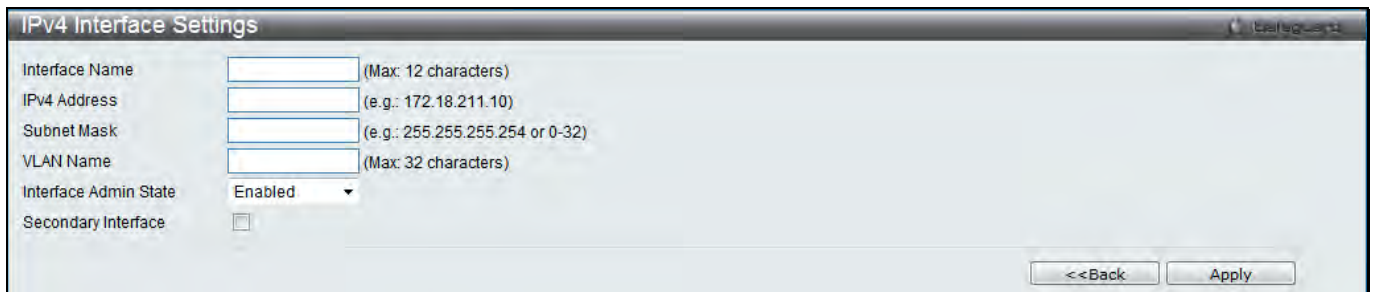 IPv4 Interface Settings
Safeguard
Interface Name (Max: 12 characters)
IPv4 Address (e.g.: 172.18.211.10)
Subnet Mask (e.g.: 255.255.255.254 or 0-32)
VLAN Name (Max: 32 characters)
Interface Admin State Enabled
Secondary Interface
<<Back Apply